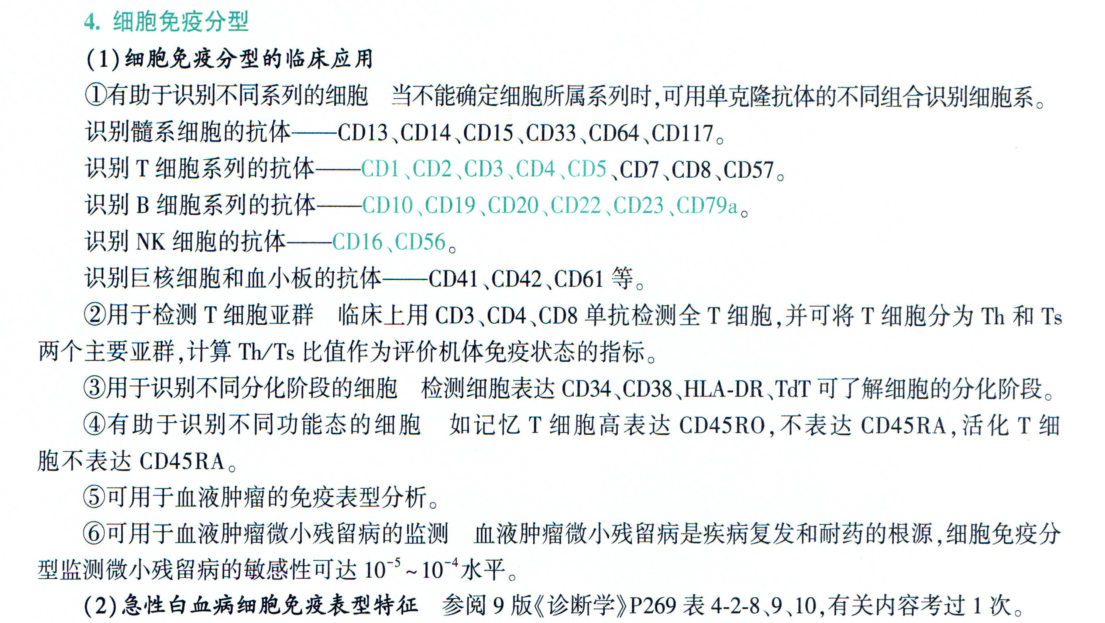 4. 细胞免疫分型
(1)细胞免疫分型的临床应用
①有助于识别不同系列的细胞　当不能确定细胞所属系列时,可用单克隆抗体的不同组合识别细胞系。
识别髓系细胞的抗体——CD13、CD14、CD15、CD33、CD64、CD117。
识别 T 细胞系列的抗体——CD1、CD2、CD3、CD4、CD5、CD7、CD8、CD57。
识别 B 细胞系列的抗体——CD10、CD19、CD20、CD22、CD23、CD79a。
识别 NK 细胞的抗体——CD16、CD56。
识别巨核细胞和血小板的抗体——CD41、CD42、CD61 等。
②用于检测 T 细胞亚群　临床上用 CD3、CD4、CD8 单抗检测全 T 细胞,并可将 T 细胞分为 Th 和 Ts
两个主要亚群,计算 Th/Ts 比值作为评价机体免疫状态的指标。
③用于识别不同分化阶段的细胞　检测细胞表达 CD34、CD38、HLA-DR、TdT 可了解细胞的分化阶段。
④有助于识别不同功能态的细胞　如记忆 T 细胞高表达 CD45RO,不表达 CD45RA,活化 T 细
胞不表达 CD45RA。
⑤可用于血液肿瘤的免疫表型分析。
⑥可用于血液肿瘤微小残留病的监测　血液肿瘤微小残留病是疾病复发和耐药的根源,细胞免疫分
型监测微小残留病的敏感性可达 10⁻⁵~10⁻⁴水平。
(2)急性白血病细胞免疫表型特征　参阅 9 版《诊断学》P269 表 4-2-8、9、10,有关内容考过 1 次。